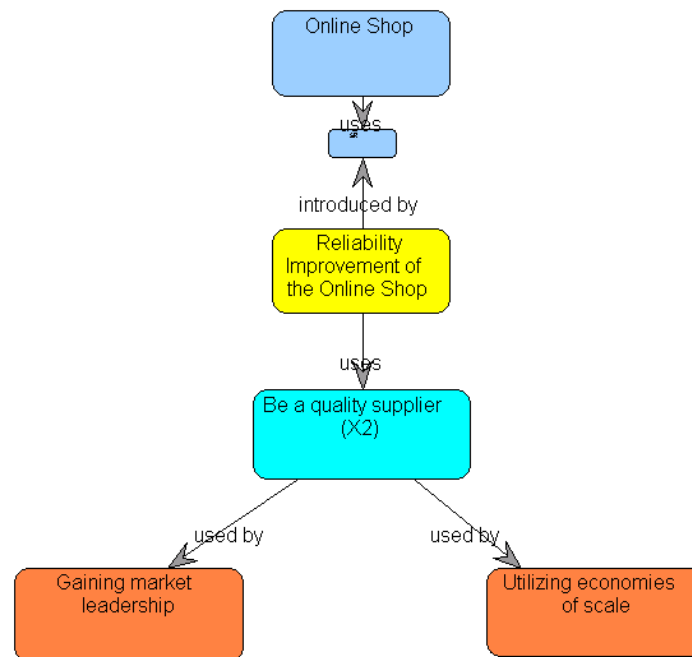 Online Shop
uses
introduced by
Reliability
Improvement of
the Online Shop
uses
Be a quality supplier
(X2)
used by
used by
Gaining market
leadership
Utilizing economies
of scale